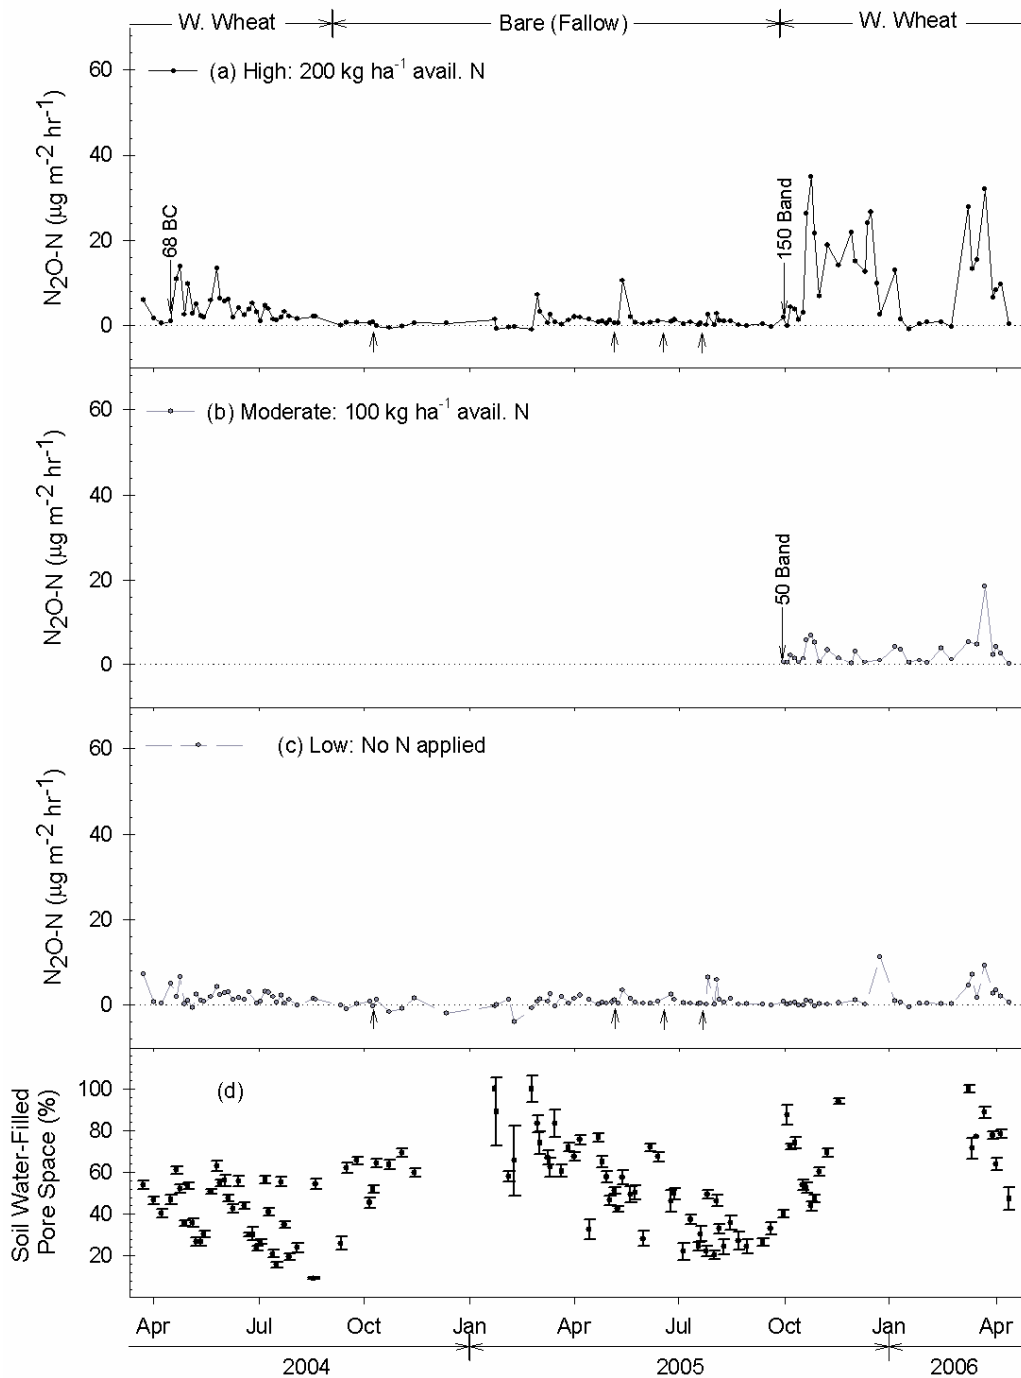 W. Wheat Bare (Fallow) W. Wheat
60
(a) High: 200 kg ha⁻¹ avail. N
40
20
0
N₂O-N (µg m⁻² hr⁻¹)
68 BC
150 Band
60
(b) Moderate: 100 kg ha⁻¹ avail. N
40
20
0
N₂O-N (µg m⁻² hr⁻¹)
50 Band
60
(c) Low: No N applied
40
20
0
N₂O-N (µg m⁻² hr⁻¹)
(d)
100
80
60
40
20
Soil Water-Filled
Pore Space (%)
Apr Jul Oct Jan Apr Jul Oct Jan Apr
2004 2005 2006